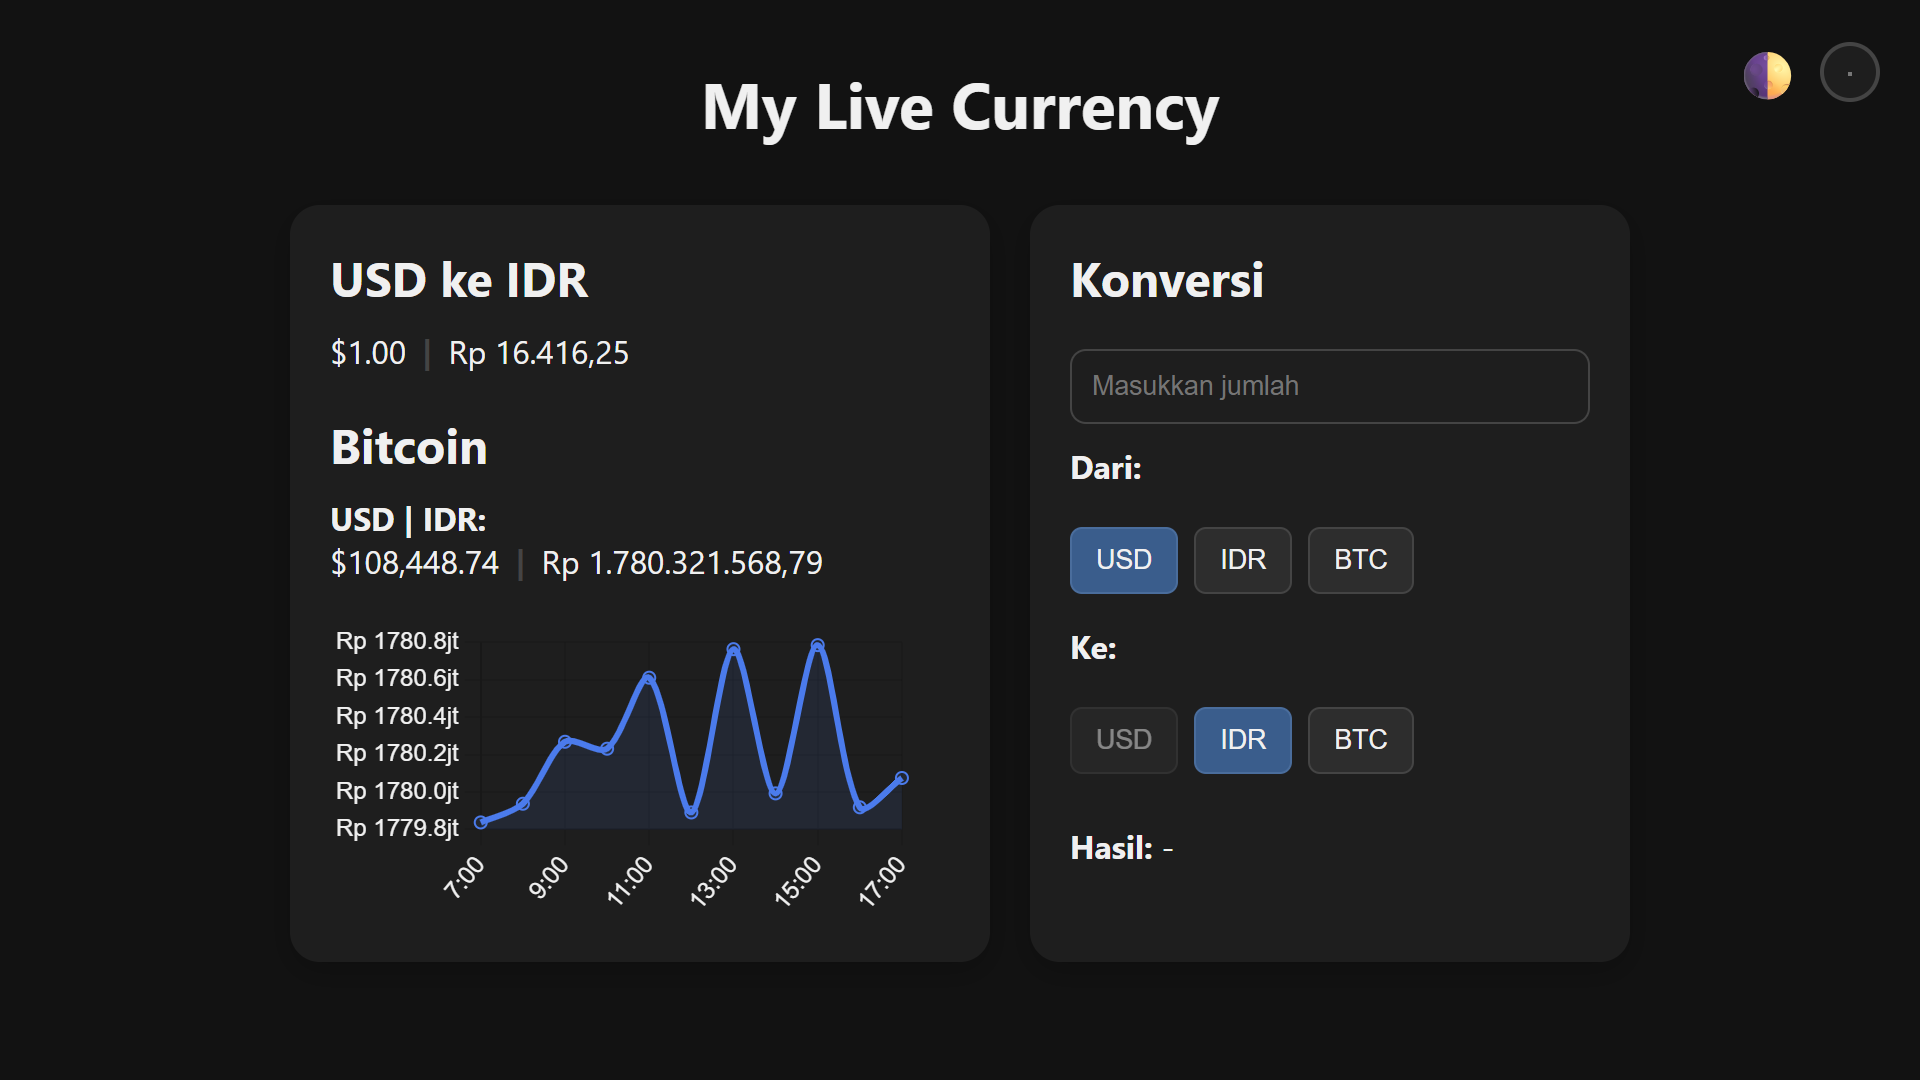 My Live Currency
USD ke IDR
$1.00 | Rp 16.416,25
Bitcoin
USD | IDR:
$108,448.74 | Rp 1.780.321.568,79
Rp 1780.8jt
Rp 1780.6jt
Rp 1780.4jt
Rp 1780.2jt
Rp 1780.0jt
Rp 1779.8jt
7:00 9:00 11:00 13:00 15:00 17:00
Konversi
Masukkan jumlah
Dari:
USD IDR BTC
Ke:
USD IDR BTC
Hasil: -